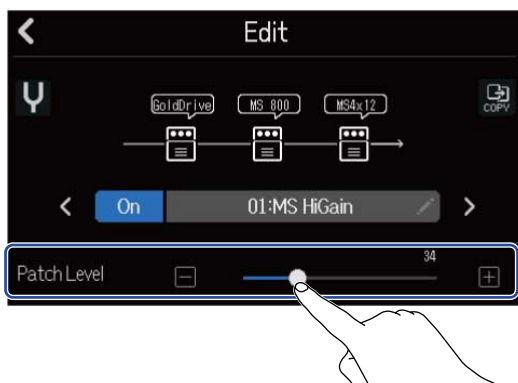 Edit
GoldDrive MS 800 MS4x12
COPY
On 01:MS HiGain
34
Patch Level